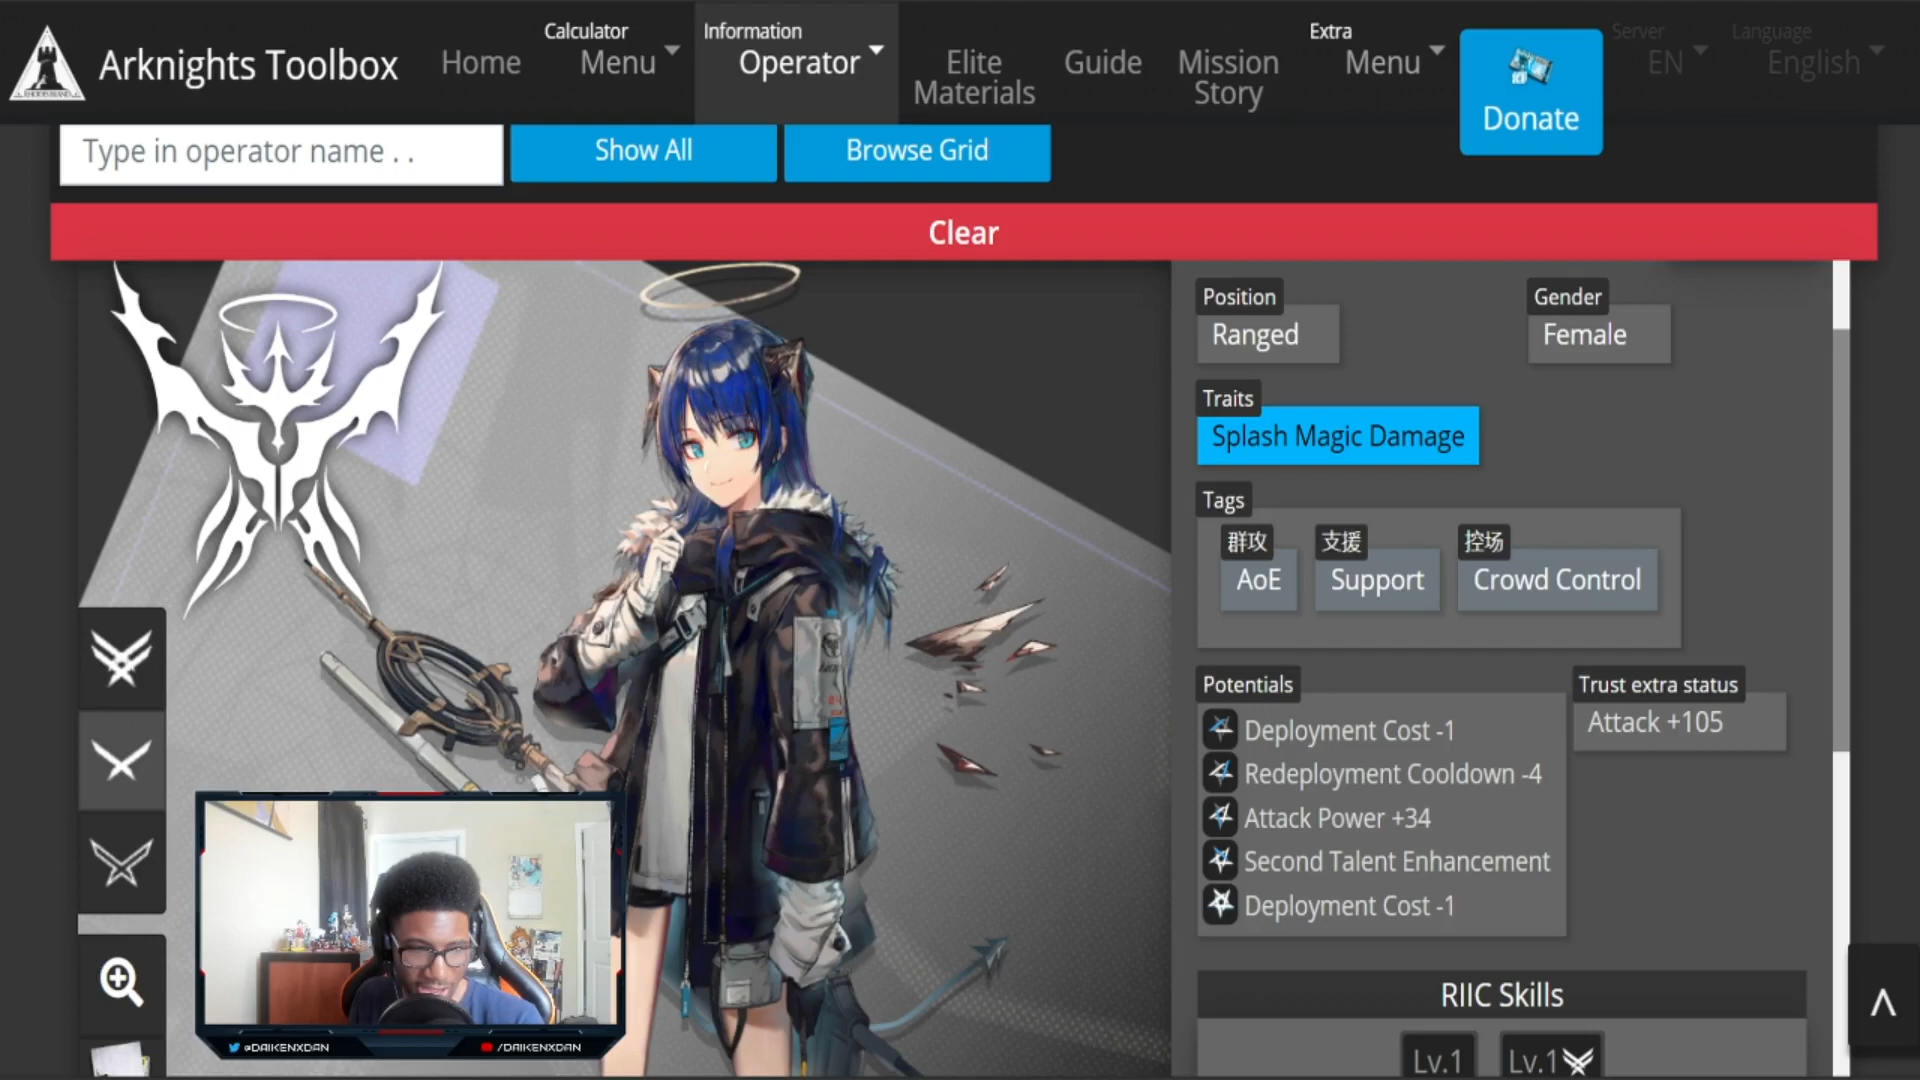 Arknights Toolbox
Home
Calculator
Menu
Information
Operator
Elite
Materials
Guide
Mission
Story
Extra
Menu
Donate
Server
EN
Language
English
Type in operator name . .
Show All
Browse Grid
Clear
Position
Ranged
Gender
Female
Traits
Splash Magic Damage
Tags
群攻
AoE
支援
Support
控场
Crowd Control
Potentials
Deployment Cost -1
Redeployment Cooldown -4
Attack Power +34
Second Talent Enhancement
Deployment Cost -1
Trust extra status
Attack +105
RIIC Skills
Lv.1
Lv.1
@DAIKENXDAN
/DAIKENXDAN